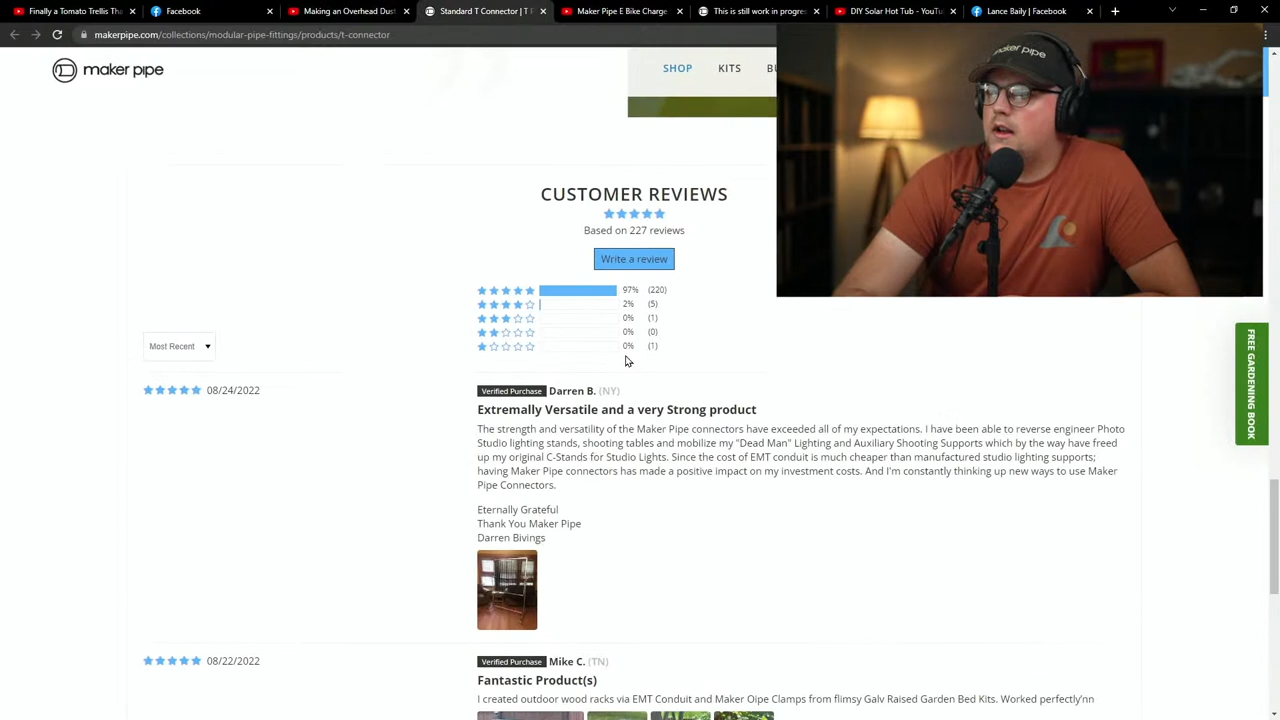 Finally a Tomato Trellis Tha
Facebook
Making an Overhead Dust
Standard T Connector | T F
Maker Pipe E Bike Charge
This is still work in progres
DIY Solar Hot Tub - YouTu
Lance Baily | Facebook
makerpipe.com/collections/modular-pipe-fittings/products/t-connector
maker pipe
SHOP KITS BU
maker pipe
CUSTOMER REVIEWS
Based on 227 reviews
Write a review
97% (220)
2% (5)
0% (1)
0% (0)
0% (1)
Most Recent
FREE GARDENING BOOK
08/24/2022
Verified Purchase Darren B. (NY)
Extremally Versatile and a very Strong product
The strength and versatility of the Maker Pipe connectors have exceeded all of my expectations. I have been able to reverse engineer Photo
Studio lighting stands, shooting tables and mobilize my "Dead Man" Lighting and Auxiliary Shooting Supports which by the way have freed
up my original C-Stands for Studio Lights. Since the cost of EMT conduit is much cheaper than manufactured studio lighting supports;
having Maker Pipe connectors has made a positive impact on my investment costs. And I'm constantly thinking up new ways to use Maker
Pipe Connectors.
Eternally Grateful
Thank You Maker Pipe
Darren Bivings
08/22/2022
Verified Purchase Mike C. (TN)
Fantastic Product(s)
I created outdoor wood racks via EMT Conduit and Maker Oipe Clamps from flimsy Galv Raised Garden Bed Kits. Worked perfectly'nn